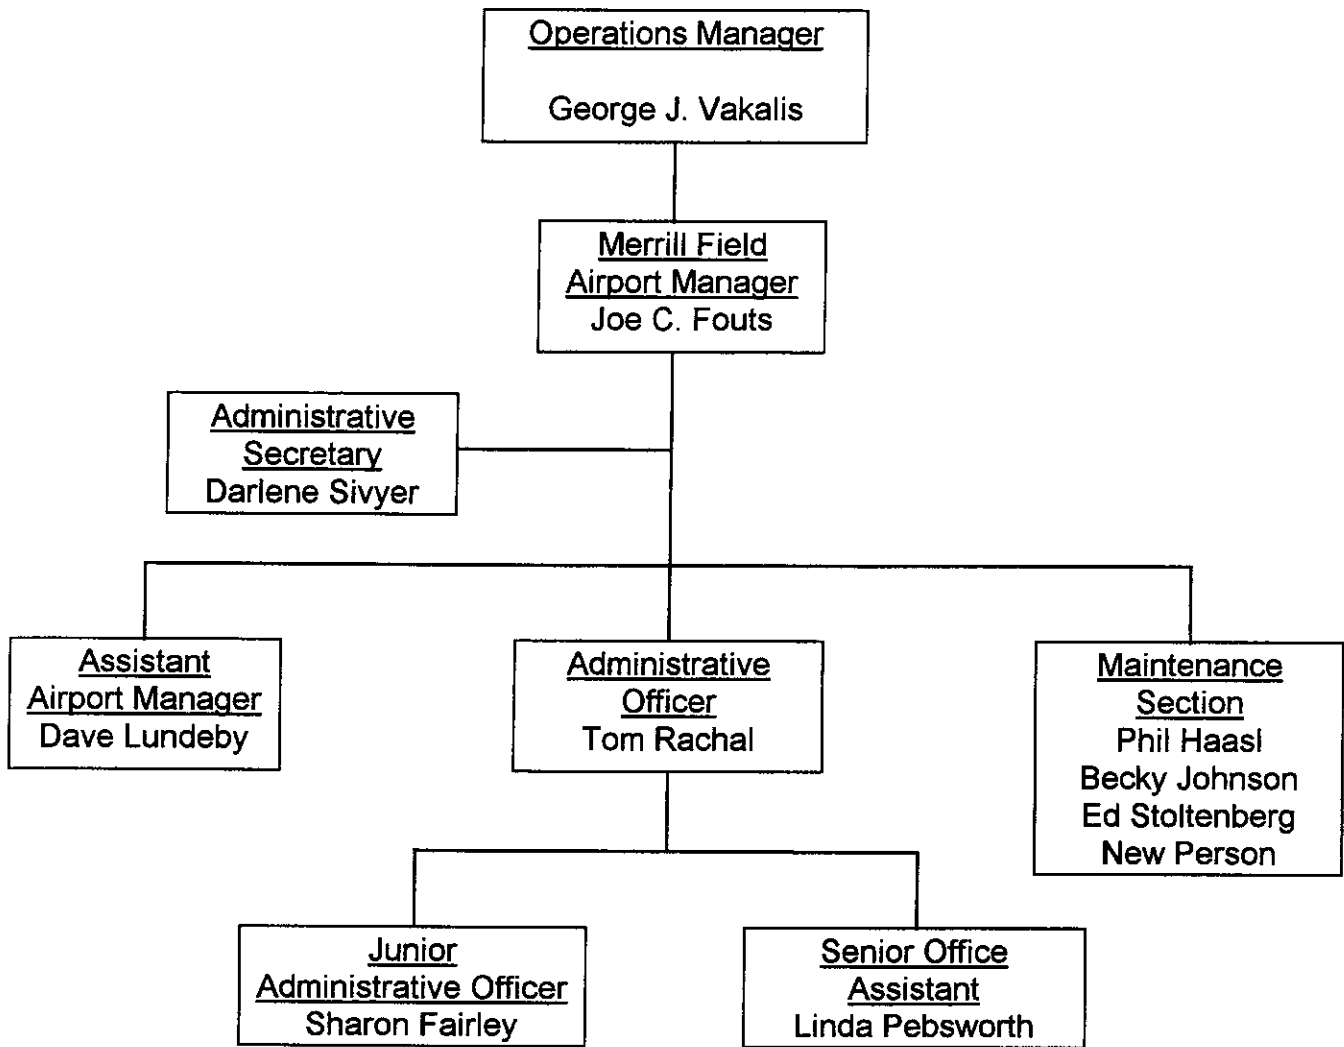 Operations Manager
George J. Vakalis
Merrill Field
Airport Manager
Joe C. Fouts
Administrative
Secretary
Darlene Sivyer
Assistant
Airport Manager
Dave Lundeby
Administrative
Officer
Tom Rachal
Maintenance
Section
Phil Haasl
Becky Johnson
Ed Stoltenberg
New Person
Junior
Administrative Officer
Sharon Fairley
Senior Office
Assistant
Linda Pebsworth